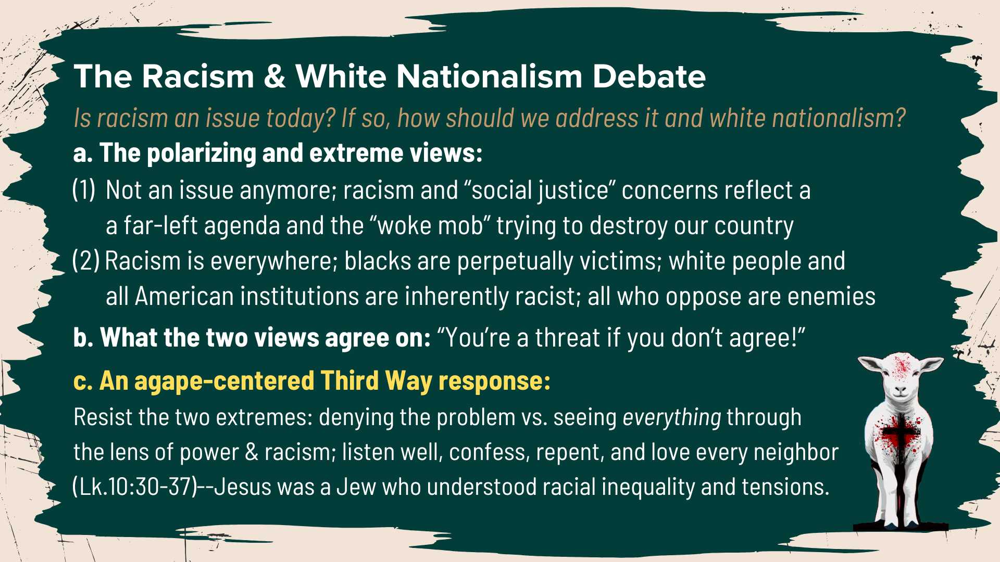 The Racism & White Nationalism Debate
Is racism an issue today? If so, how should we address it and white nationalism?
a. The polarizing and extreme views:
(1) Not an issue anymore; racism and “social justice” concerns reflect a
a far-left agenda and the “woke mob” trying to destroy our country
(2) Racism is everywhere; blacks are perpetually victims; white people and
all American institutions are inherently racist; all who oppose are enemies
b. What the two views agree on: “You’re a threat if you don’t agree!”
c. An agape-centered Third Way response:
Resist the two extremes: denying the problem vs. seeing everything through
the lens of power & racism; listen well, confess, repent, and love every neighbor
(Lk.10:30-37)--Jesus was a Jew who understood racial inequality and tensions.